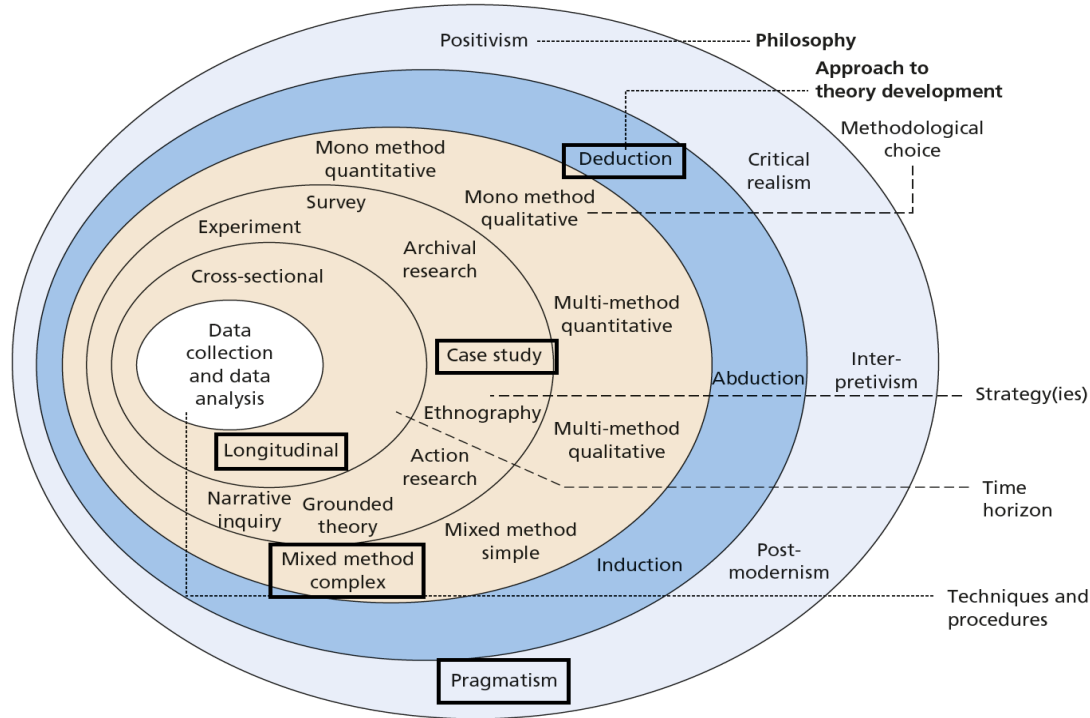 Positivism
Philosophy
Approach to
theory development
Methodological
choice
Mono method
quantitative
Deduction
Critical
realism
Survey
Mono method
qualitative
Experiment
Archival
research
Cross-sectional
Multi-method
quantitative
Data
collection
and data
analysis
Case study
Inter-
pretivism
Abduction
Strategy(ies)
Ethnography
Multi-method
qualitative
Longitudinal
Action
research
Narrative
inquiry
Grounded
theory
Time
horizon
Mixed method
simple
Mixed method
complex
Induction
Post-
modernism
Techniques and
procedures
Pragmatism